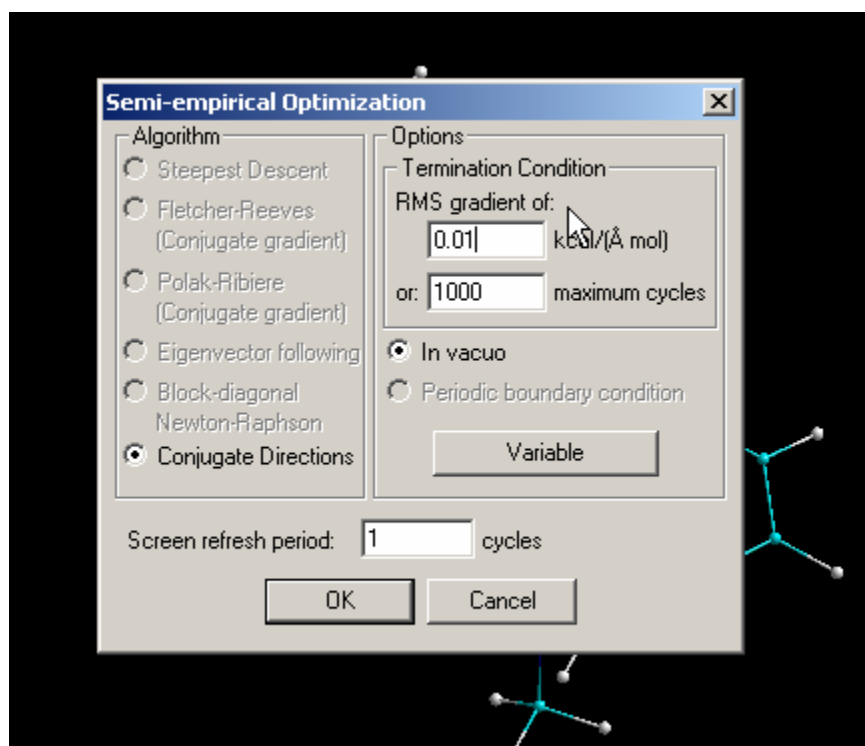 Semi-empirical Optimization
Algorithm
Steepest Descent
Fletcher-Reeves
(Conjugate gradient)
Polak-Ribiere
(Conjugate gradient)
Eigenvector following
Block-diagonal
Newton-Raphson
Conjugate Directions
Options
Termination Condition
RMS gradient of:
0.01 kcal/(Å mol)
or: 1000 maximum cycles
In vacuo
Periodic boundary condition
Variable
Screen refresh period: 1 cycles
OK Cancel